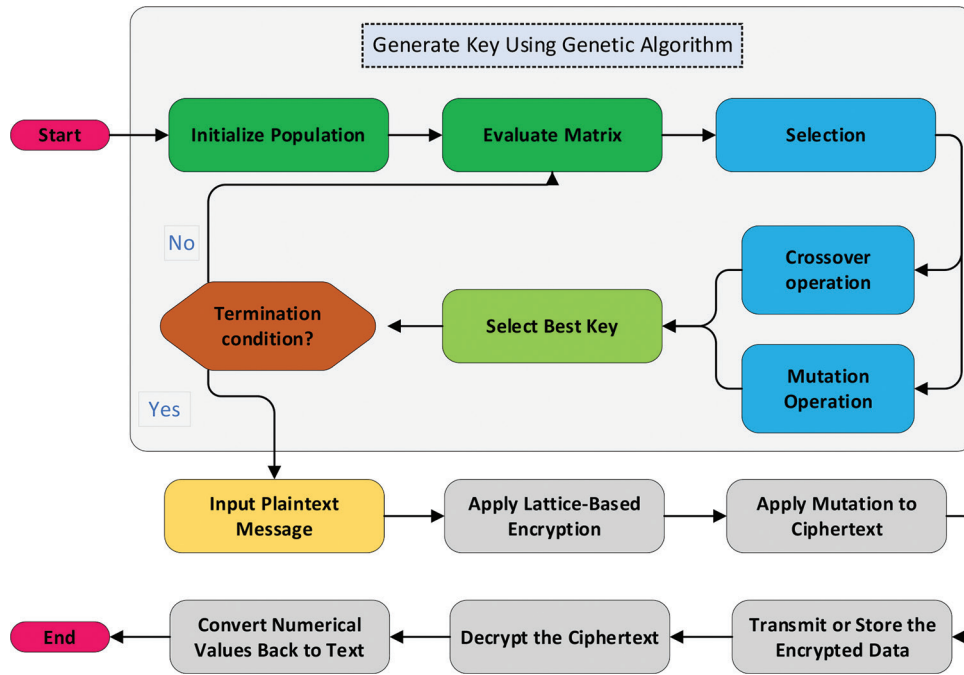 Generate Key Using Genetic Algorithm
Start
Initialize Population
Evaluate Matrix
Selection
No
Crossover
operation
Termination
condition?
Select Best Key
Mutation
Operation
Yes
Input Plaintext
Message
Apply Lattice-Based
Encryption
Apply Mutation to
Ciphertext
End
Convert Numerical
Values Back to Text
Decrypt the Ciphertext
Transmit or Store the
Encrypted Data